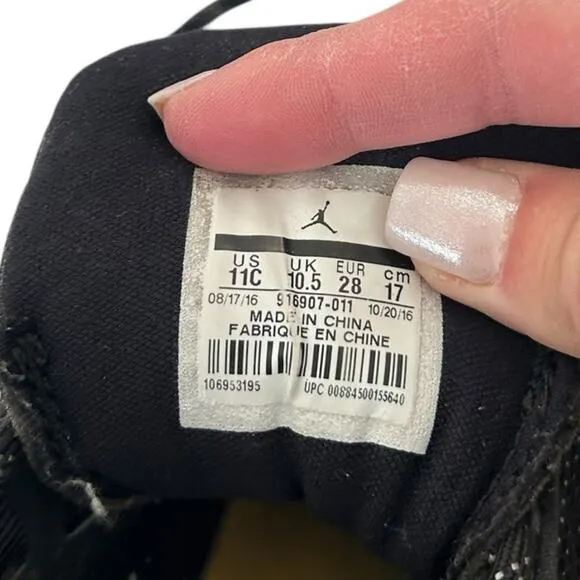 US UK EUR cm
11C 10.5 28 17
08/17/16 916907-011 10/20/16
MADE IN CHINA
FABRIQUE EN CHINE
106953195 UPC 00884500155640